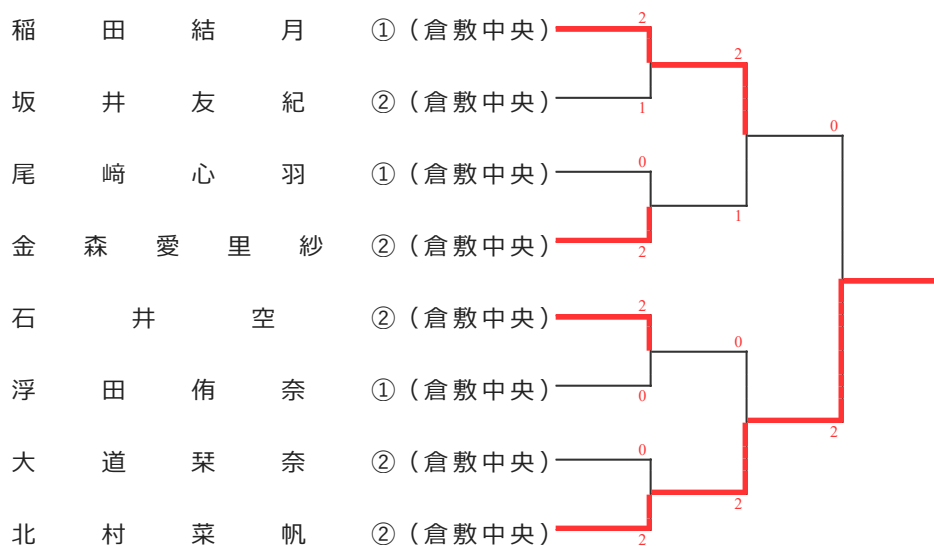 稲田結月 ①（倉敷中央） 2
2
坂井友紀 ②（倉敷中央） 1
0
尾﨑心羽 ①（倉敷中央） 0
1
金森愛里紗 ②（倉敷中央） 2
石井空 ②（倉敷中央） 2
0
浮田侑奈 ①（倉敷中央） 0
2
大道栞奈 ②（倉敷中央） 0
2
北村菜帆 ②（倉敷中央） 2